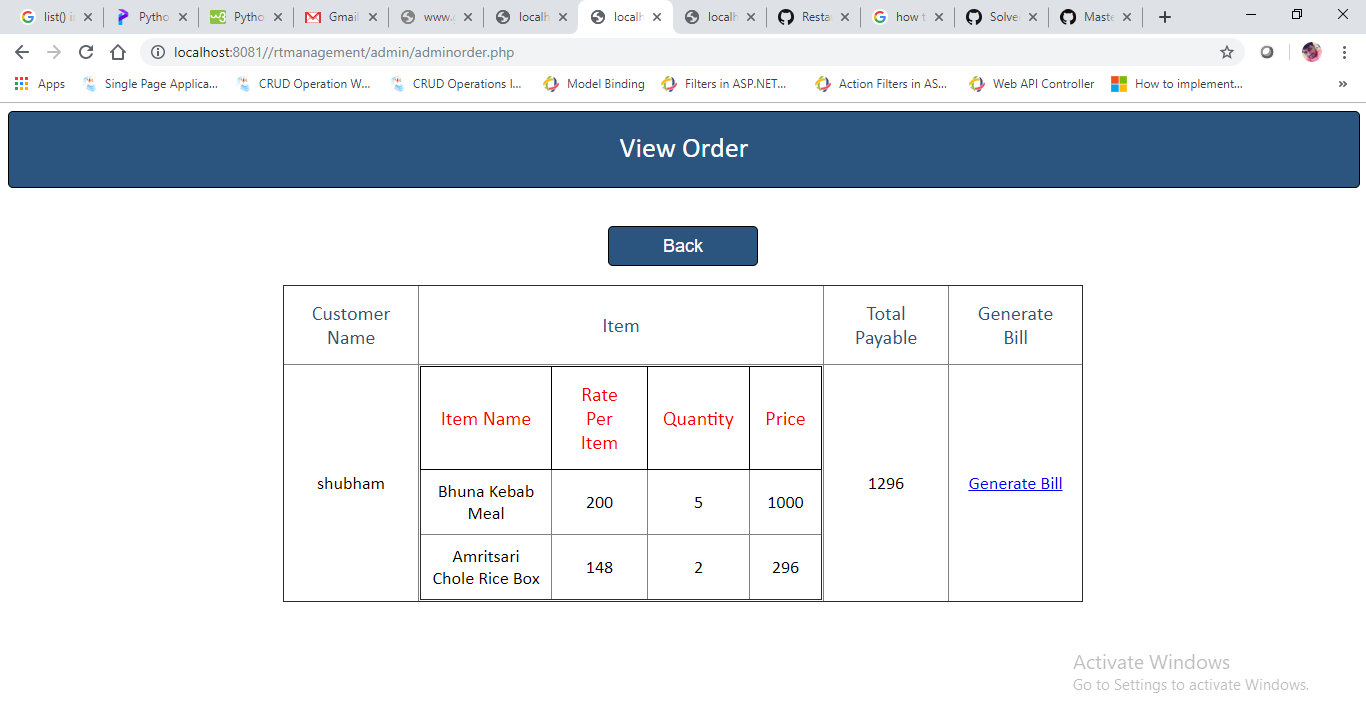 list() i
Pytho
Pytho
Gmail
www.
localh
localh
localh
Resta
how t
Solve
Maste
localhost:8081//rtmanagement/admin/adminorder.php
Apps
Single Page Applica...
CRUD Operation W...
CRUD Operations I...
Model Binding
Filters in ASP.NET...
Action Filters in AS...
Web API Controller
How to implement...
»
View Order
Back
Customer
Name
Item
Total
Payable
Generate
Bill
shubham
Item Name
Rate
Per
Item
Quantity
Price
Bhuna Kebab
Meal
200
5
1000
Amritsari
Chole Rice Box
148
2
296
1296
Generate Bill
Activate Windows
Go to Settings to activate Windows.